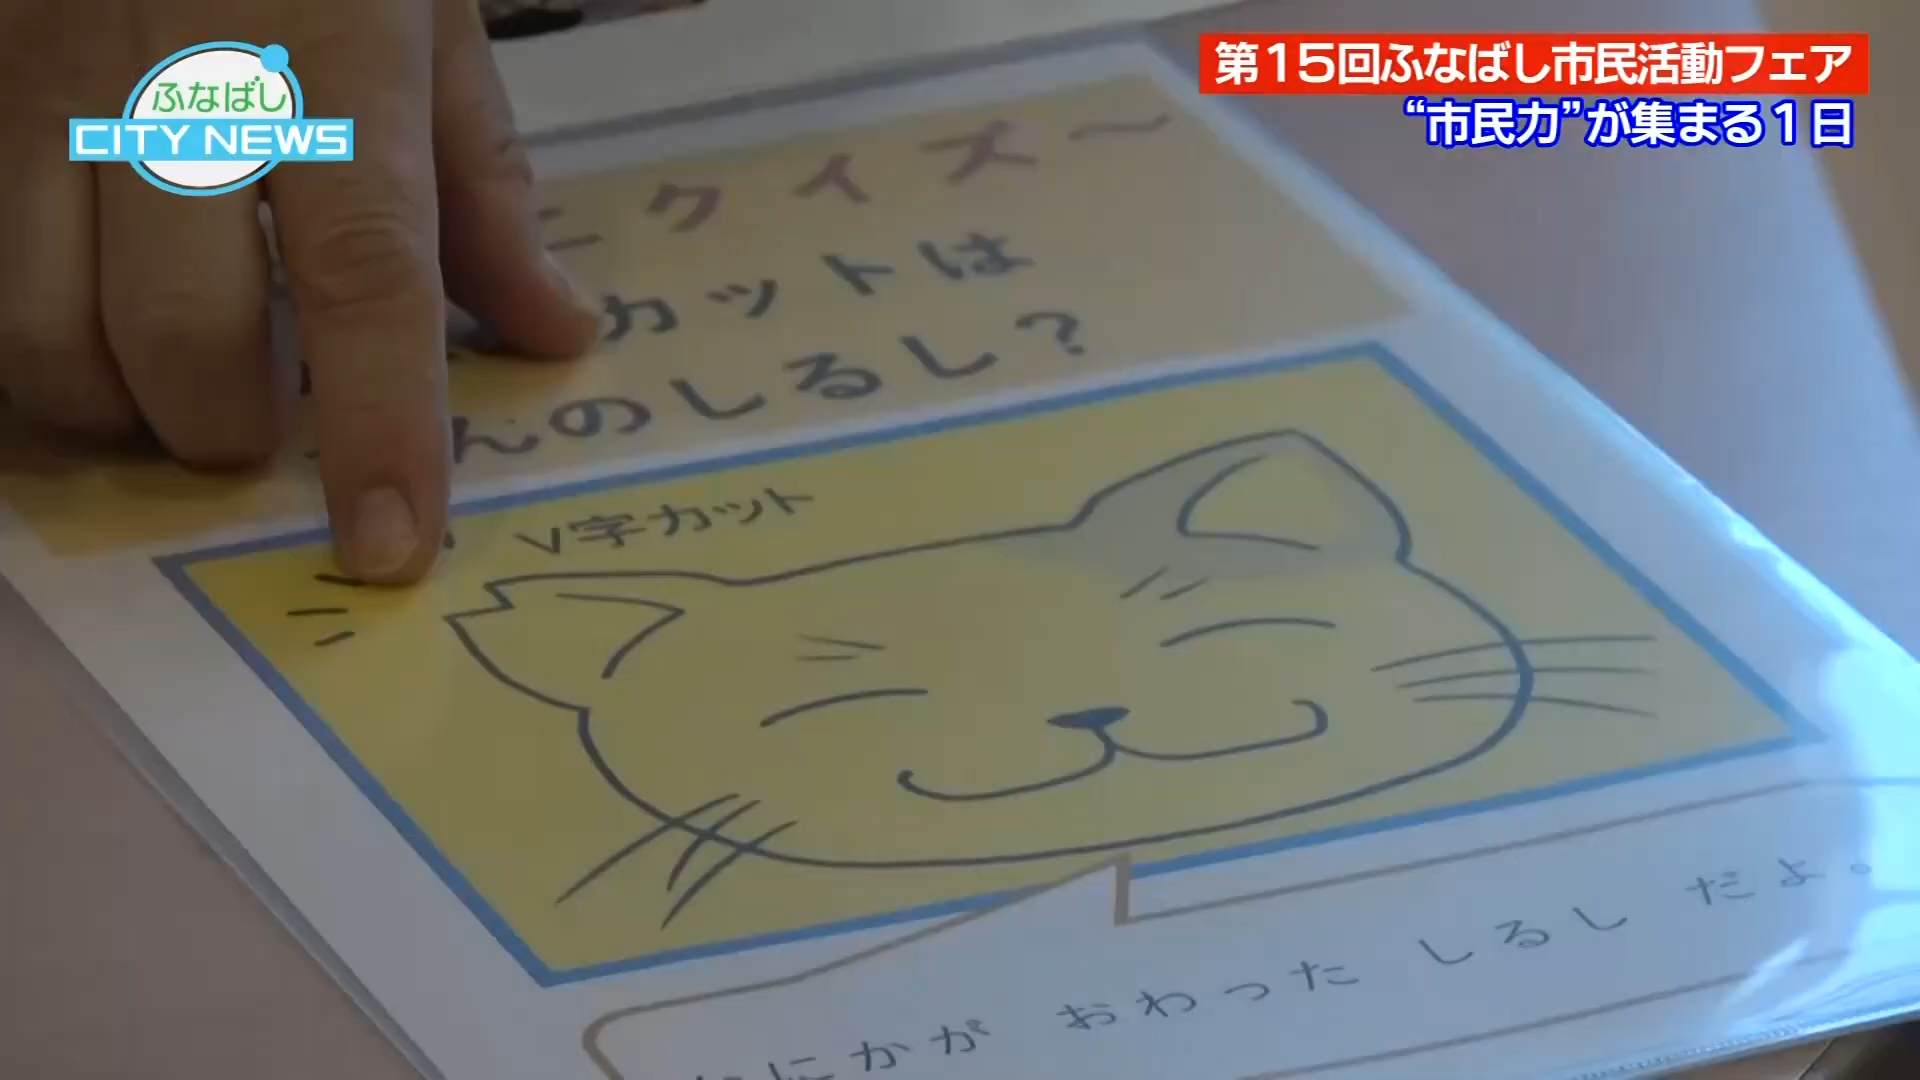 ふなばし
CITY NEWS
第15回ふなばし市民活動フェア
“市民力”が集まる1日
ニクイズ〜
カットは
んのしるし?
V字カット
にかが おわった しるし だよ。